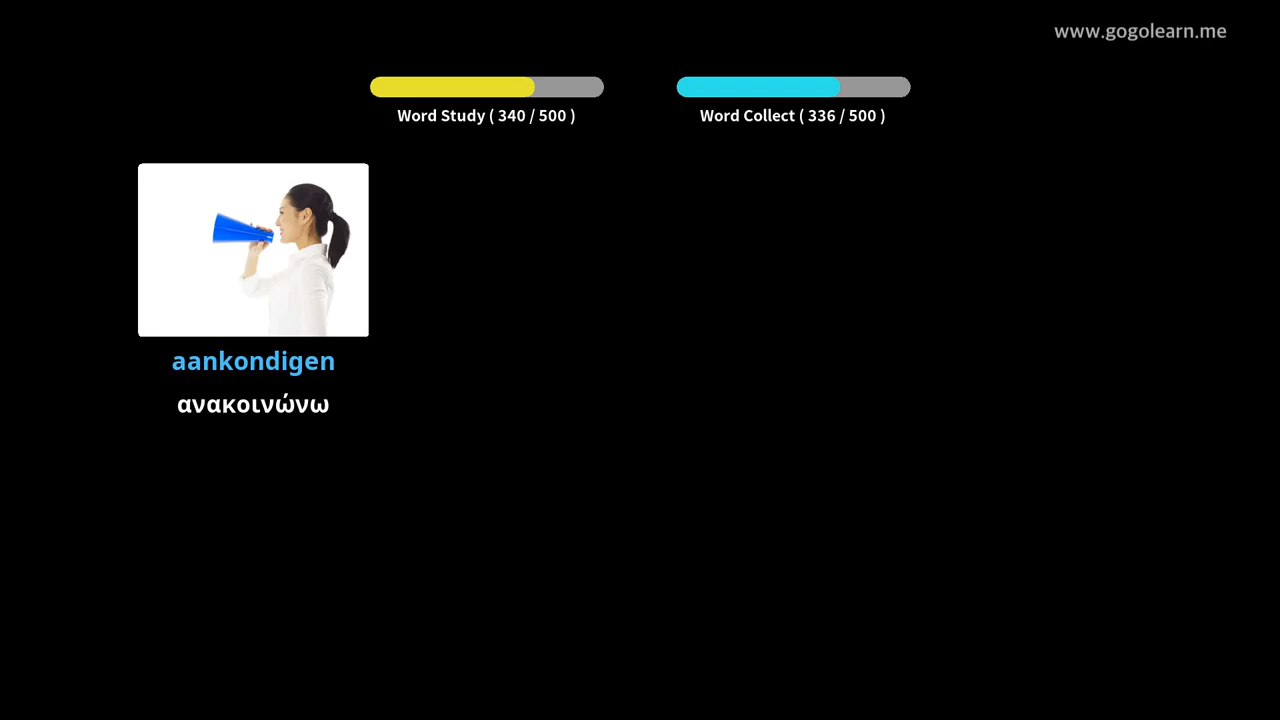 www.gogolearn.me
Word Study ( 340 / 500 )
Word Collect ( 336 / 500 )
aankondigen
ανακοινώνω